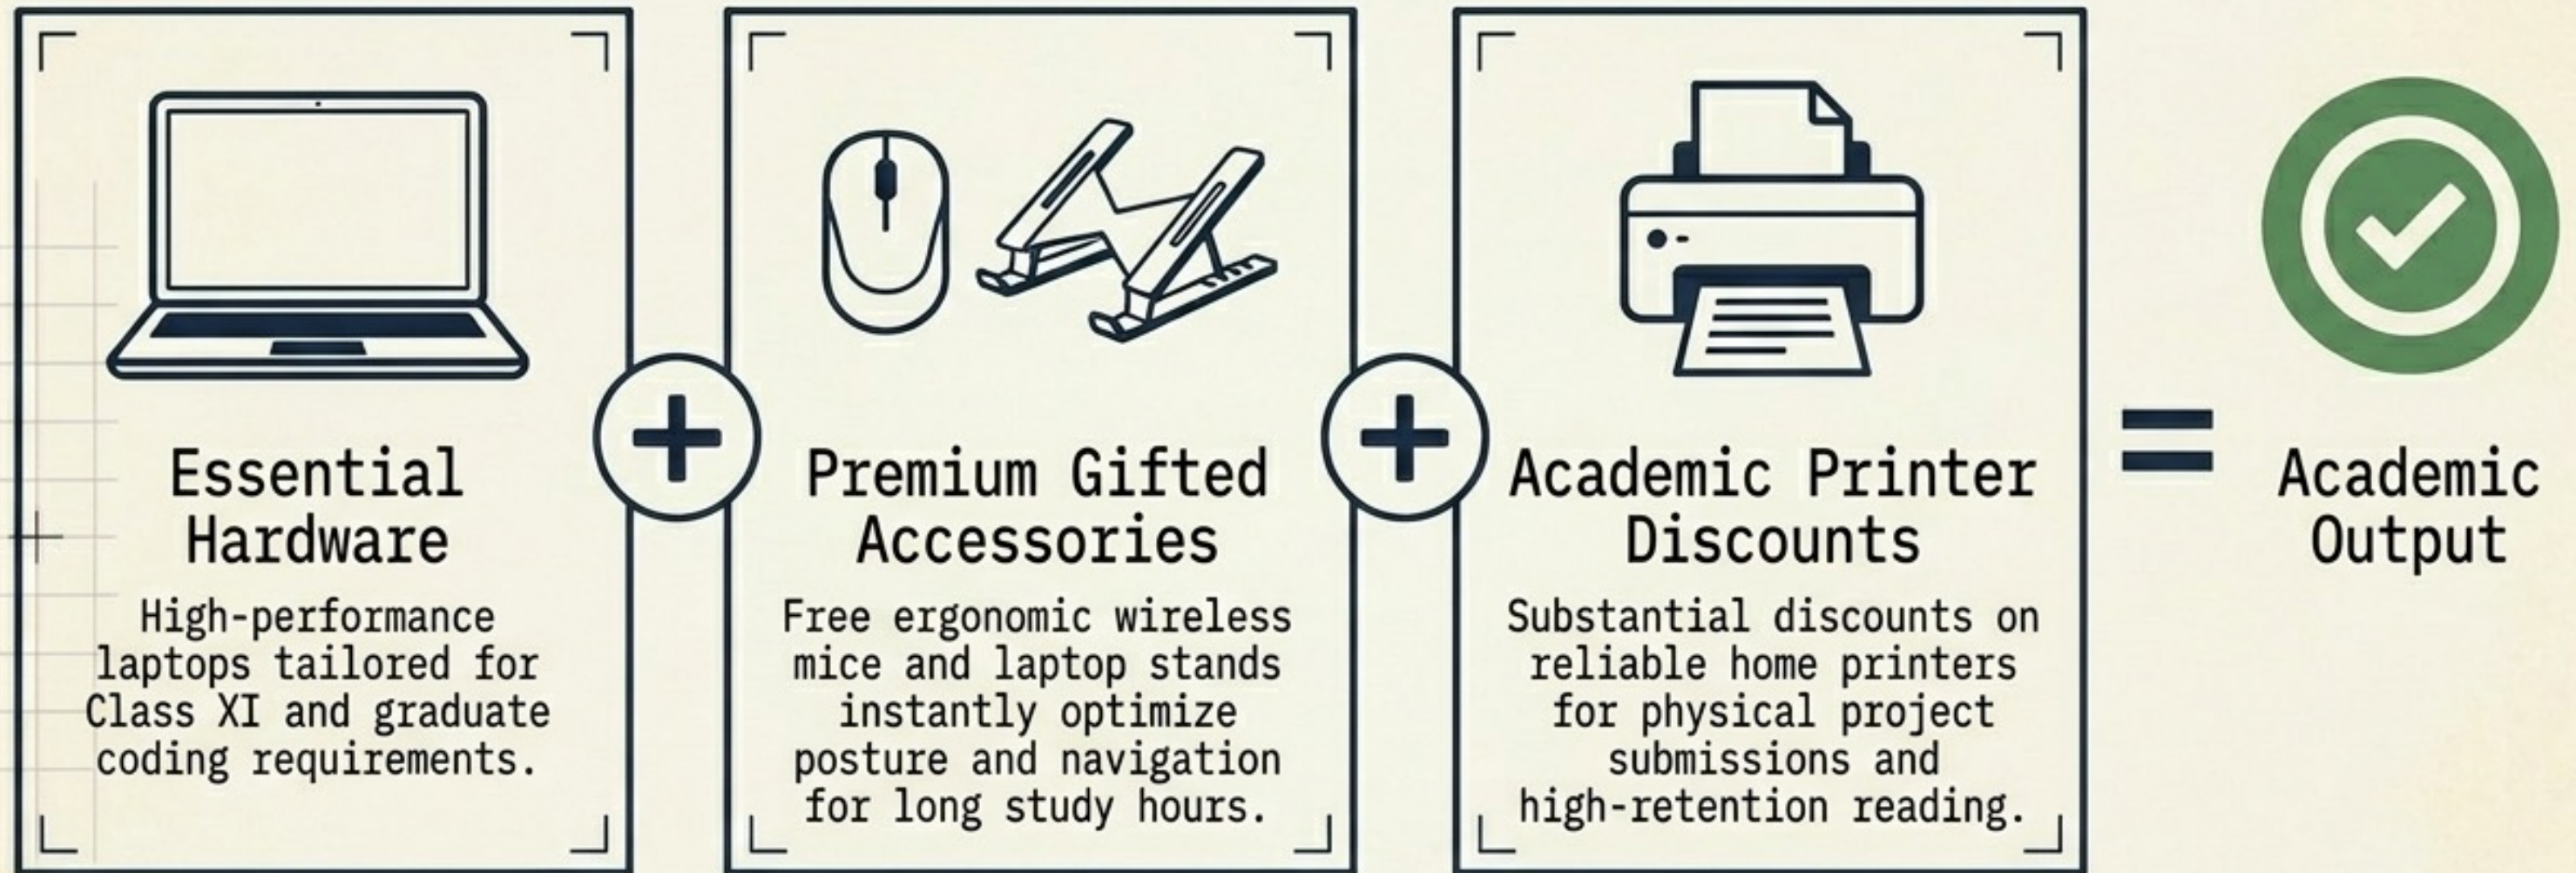 Essential
Hardware
High-performance
laptops tailored for
Class XI and graduate
coding requirements.
Premium Gifted
Accessories
Free ergonomic wireless
mice and laptop stands
instantly optimize
posture and navigation
for long study hours.
Academic Printer
Discounts
Substantial discounts on
reliable home printers
for physical project
submissions and
high-retention reading.
Academic
Output